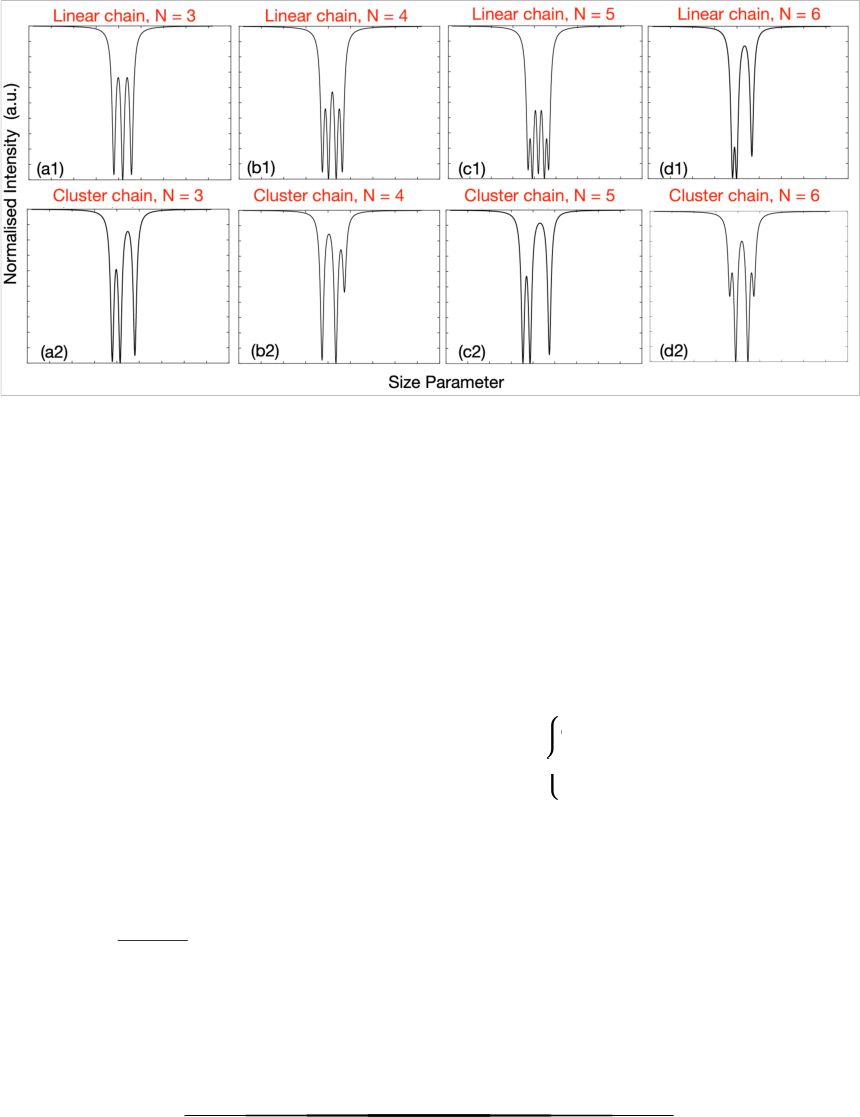 Linear chain, N = 3
Linear chain, N = 4
Linear chain, N = 5
Linear chain, N = 6
(a1)
(b1)
(c1)
(d1)
Cluster chain, N = 3
Cluster chain, N = 4
Cluster chain, N = 5
Cluster chain, N = 6
(a2)
(b2)
(c2)
(d2)
Normalised Intensity (a.u.)
Size Parameter